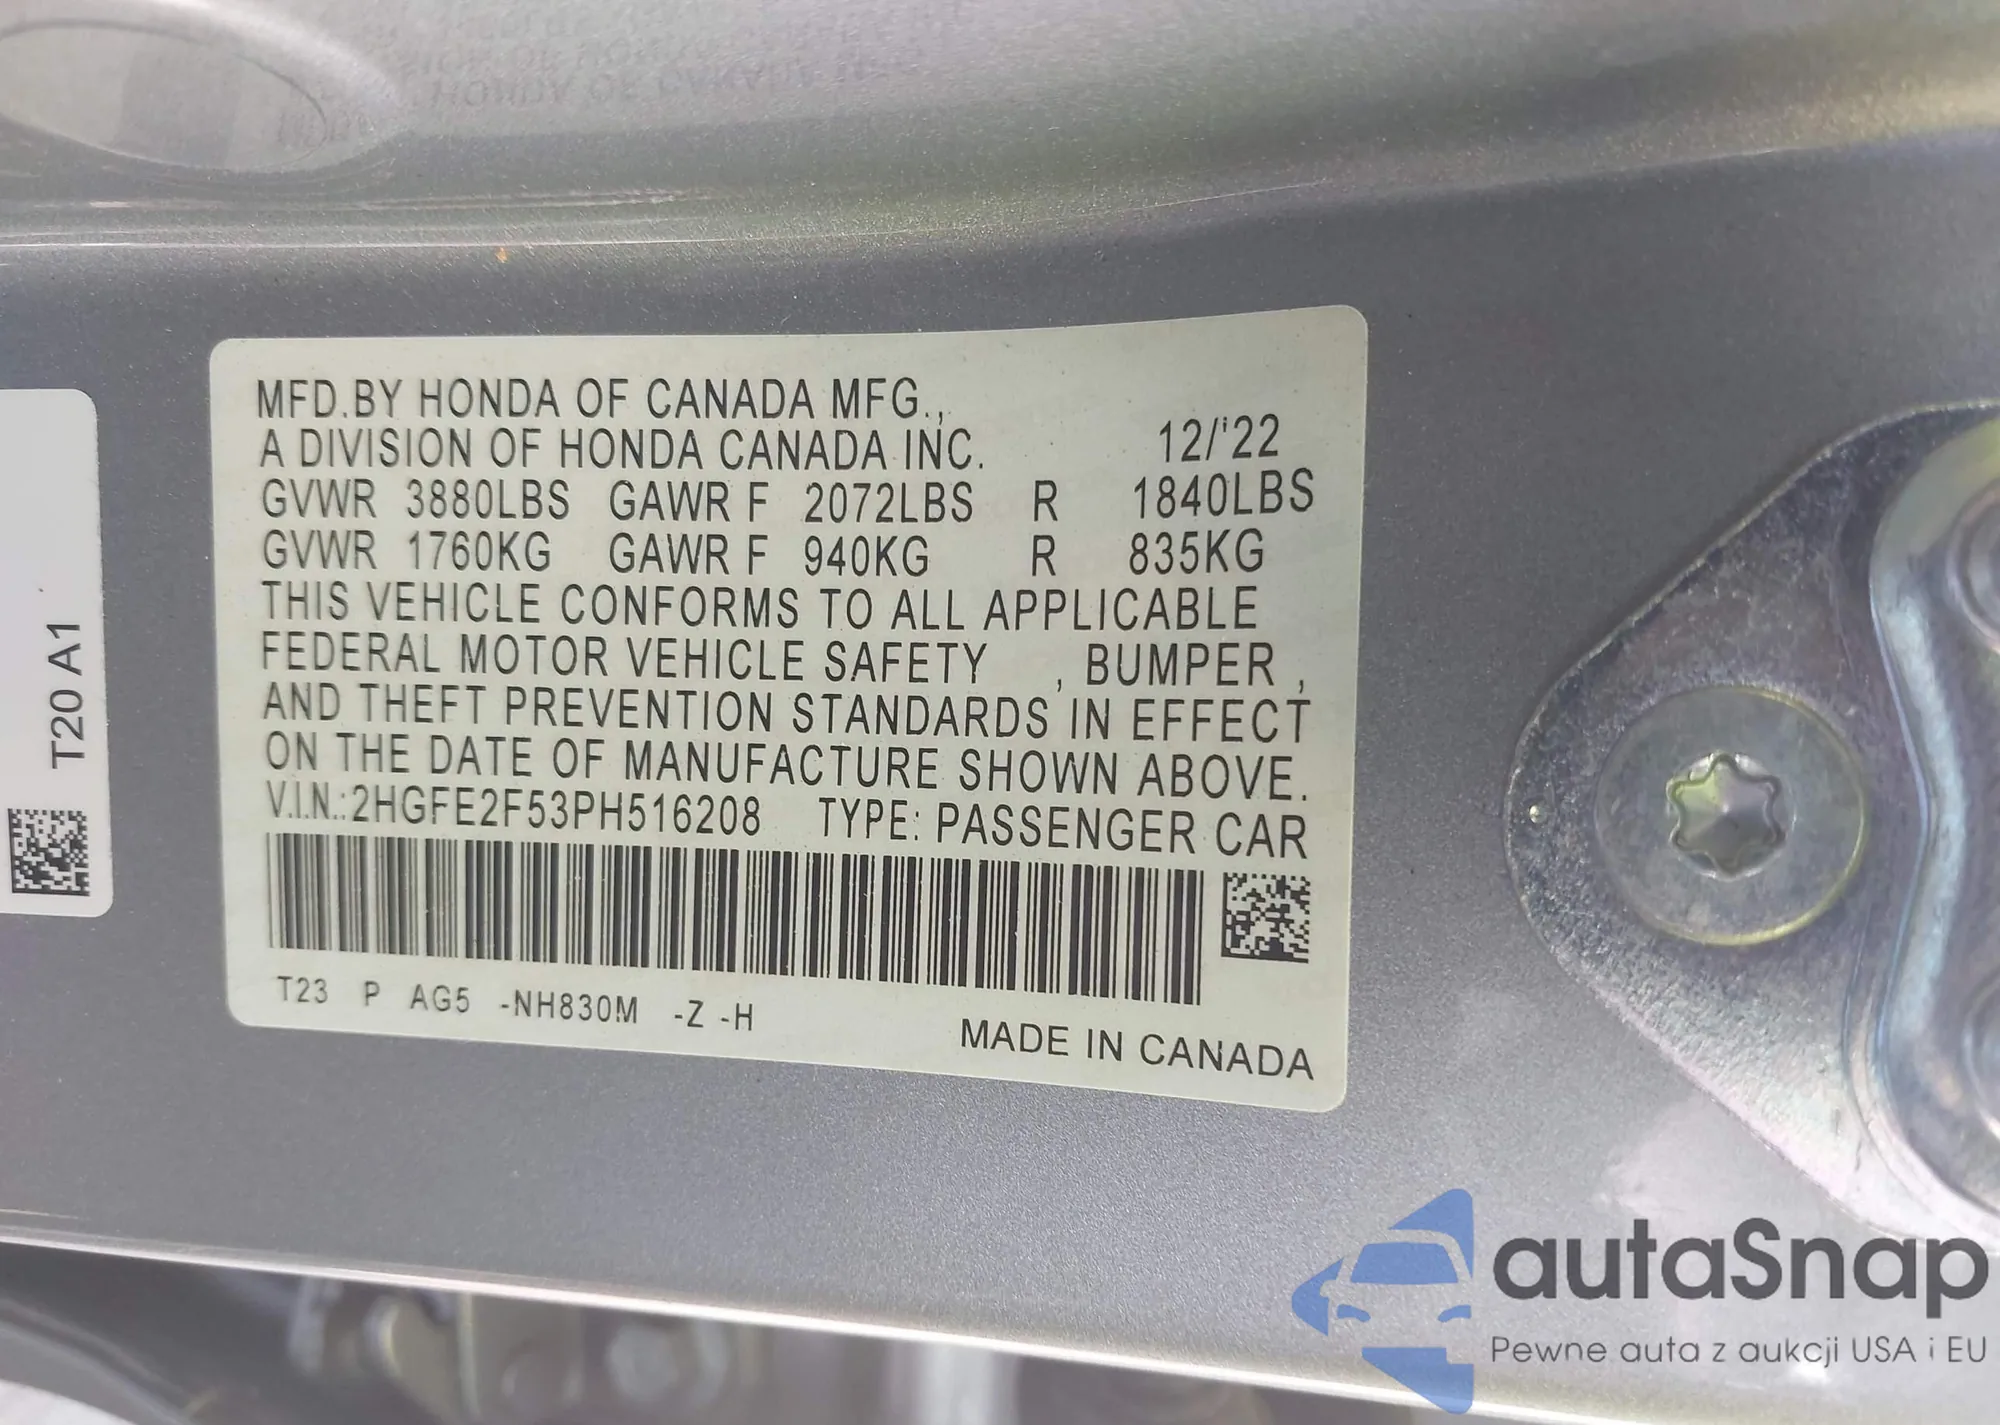 MFD.BY HONDA OF CANADA MFG.,
A DIVISION OF HONDA CANADA INC. 12/'22
GVWR 3880LBS GAWR F 2072LBS R 1840LBS
GVWR 1760KG GAWR F 940KG R 835KG
THIS VEHICLE CONFORMS TO ALL APPLICABLE
FEDERAL MOTOR VEHICLE SAFETY , BUMPER ,
AND THEFT PREVENTION STANDARDS IN EFFECT
ON THE DATE OF MANUFACTURE SHOWN ABOVE.
V.I.N.:2HGFE2F53PH516208 TYPE: PASSENGER CAR
T23 P AG5 -NH830M -Z -H
MADE IN CANADA
T20 A1
autaSnap
Pewne auta z aukcji USA i EU